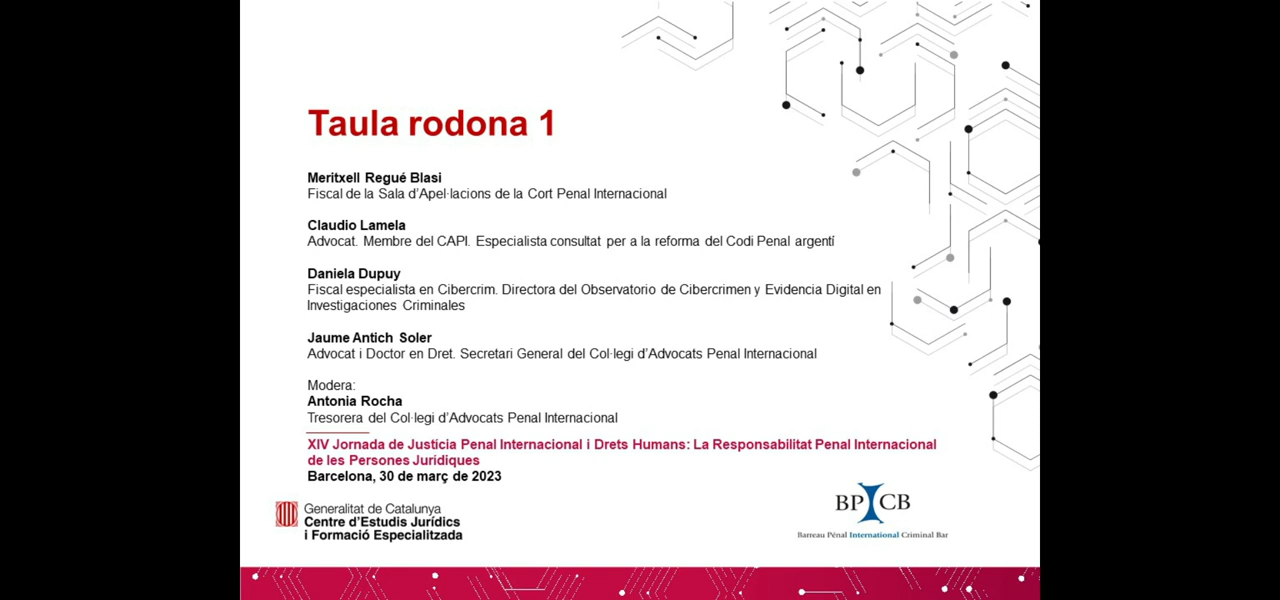 Taula rodona 1
Meritxell Regué Blasi
Fiscal de la Sala d'Apel·lacions de la Cort Penal Internacional
Claudio Lamela
Advocat. Membre del CAPI. Especialista consultat per a la reforma del Codi Penal argentí
Daniela Dupuy
Fiscal especialista en Cibercrim. Directora del Observatorio de Cibercrimen y Evidencia Digital en
Investigaciones Criminales
Jaume Antich Soler
Advocat i Doctor en Dret. Secretari General del Col·legi d'Advocats Penal Internacional
Modera:
Antonia Rocha
Tresorera del Col·legi d'Advocats Penal Internacional
XIV Jornada de Justícia Penal Internacional i Drets Humans: La Responsabilitat Penal Internacional
de les Persones Jurídiques
Barcelona, 30 de març de 2023
Generalitat de Catalunya
Centre d'Estudis Jurídics
i Formació Especialitzada
BPICB
Barreau Pénal International Criminal Bar